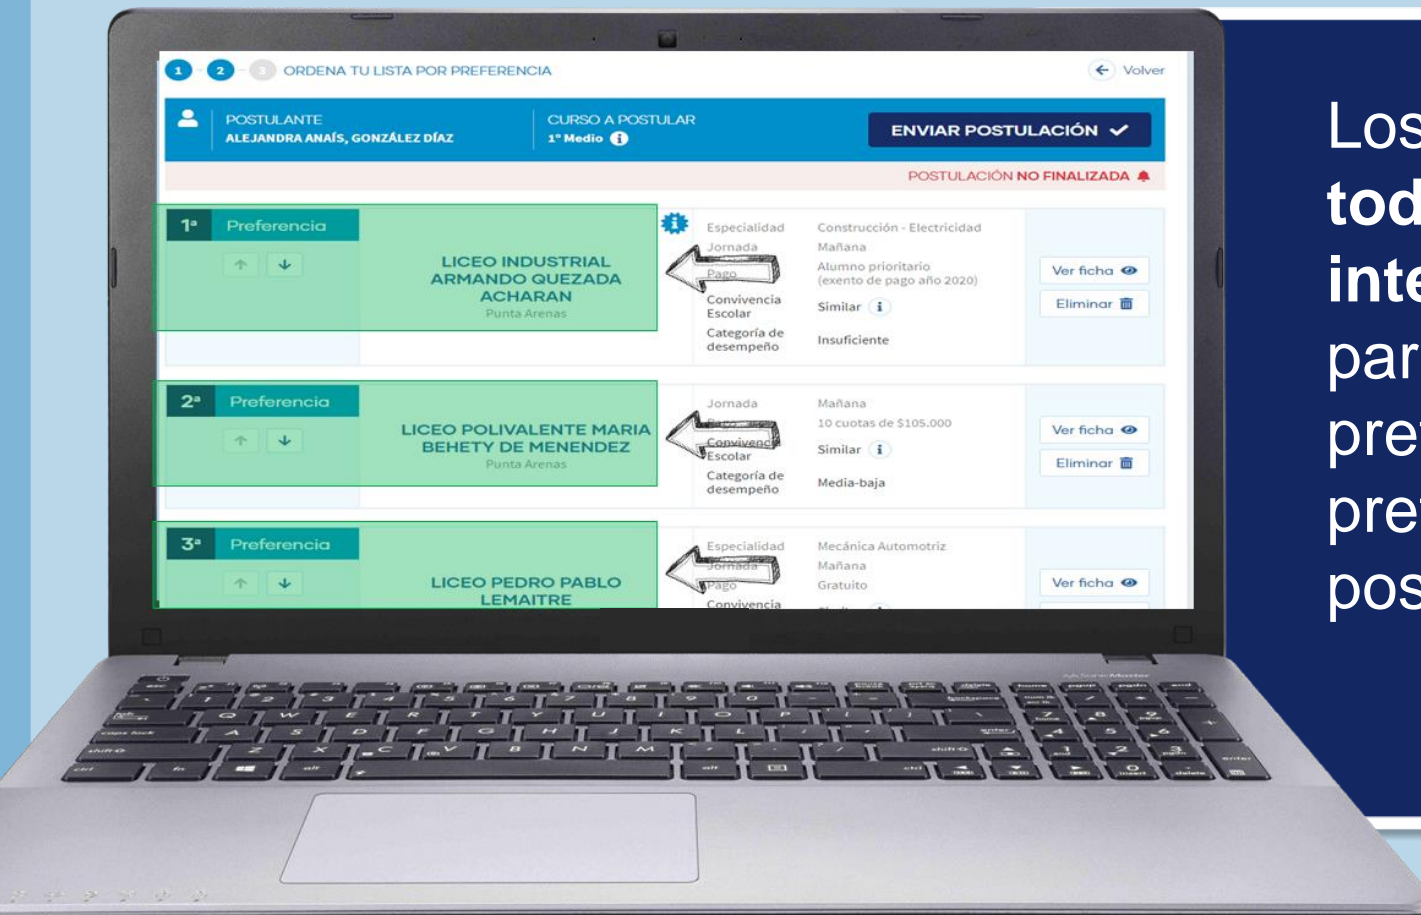 1 - 2 - 3 ORDENA TU LISTA POR PREFERENCIA
Volver
POSTULANTE
ALEJANDRA ANAÍS, GONZÁLEZ DÍAZ
CURSO A POSTULAR
1° Medio
ENVIAR POSTULACIÓN
POSTULACIÓN NO FINALIZADA
1ª Preferencia
LICEO INDUSTRIAL
ARMANDO QUEZADA
ACHARAN
Punta Arenas
Especialidad Construcción - Electricidad
Jornada Mañana
Pago Alumno prioritario
(exento de pago año 2020)
Convivencia
Escolar Similar
Categoría de
desempeño Insuficiente
Ver ficha
Eliminar
2ª Preferencia
LICEO POLIVALENTE MARIA
BEHETY DE MENENDEZ
Punta Arenas
Jornada Mañana
10 cuotas de $105.000
Convivencia
Escolar Similar
Categoría de
desempeño Media-baja
Ver ficha
Eliminar
3ª Preferencia
LICEO PEDRO PABLO
LEMAITRE
Especialidad Mecánica Automotriz
Jornada Mañana
Pago Gratuito
Convivencia
Ver ficha
Los
tod
inte
par
pre
pre
pos